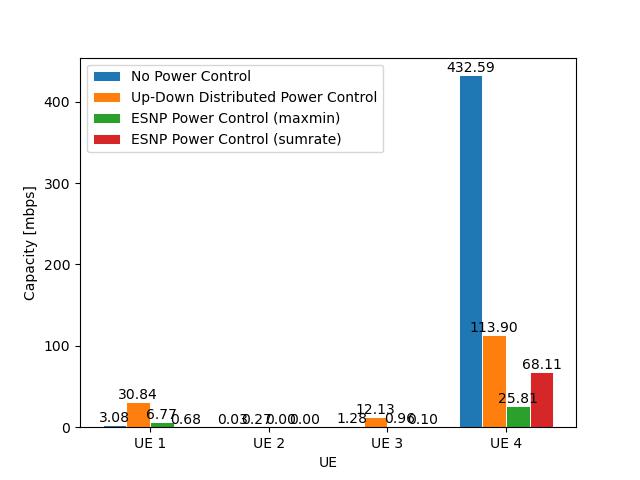 No Power Control
Up-Down Distributed Power Control
ESNP Power Control (maxmin)
ESNP Power Control (sumrate)
Capacity [mbps]
400
300
200
100
0
3.08
30.84
6.77
0.68
0.03
0.27
0.00
0.00
1.28
12.13
0.96
0.10
432.59
113.90
25.81
68.11
UE 1
UE 2
UE 3
UE 4
UE